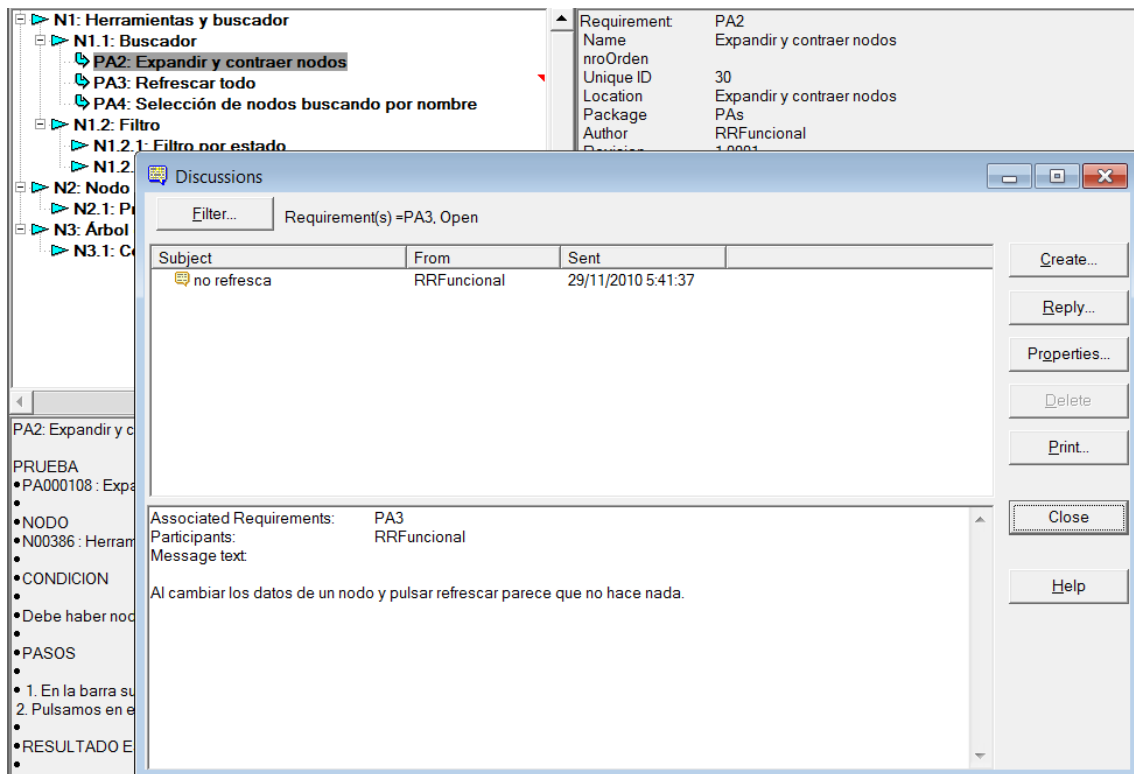 N1: Herramientas y buscador
N1.1: Buscador
PA2: Expandir y contraer nodos
PA3: Refrescar todo
PA4: Selección de nodos buscando por nombre
N1.2: Filtro
N1.2.1: Filtro por estado
N1.2.
N2: Nodo
N2.1:
N3: Árbol
N3.1:
Requirement: PA2
Name Expandir y contraer nodos
nroOrden
Unique ID 30
Location Expandir y contraer nodos
Package PAs
Author RRFuncional
Discussions
Filter... Requirement(s) =PA3, Open
Subject From Sent
no refresca RRFuncional 29/11/2010 5:41:37
Create...
Reply...
Properties...
Delete
Print...
Close
Help
Associated Requirements: PA3
Participants: RRFuncional
Message text:
Al cambiar los datos de un nodo y pulsar refrescar parece que no hace nada.
PA2: Expandir y c
PRUEBA
•PA000108 : Expa
•
•NODO
•N00386 : Herram
•
•CONDICION
•
•Debe haber nod
•
•PASOS
•
• 1. En la barra su
2. Pulsamos en e
•
•RESULTADO E
•